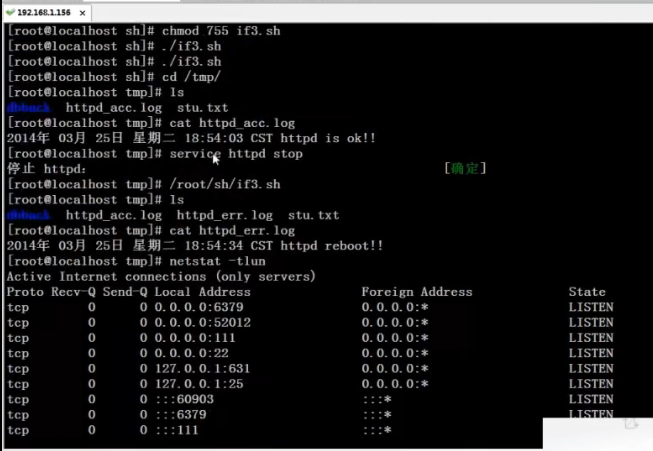 192.168.1.156
[root@localhost sh]# chmod 755 if3.sh
[root@localhost sh]# ./if3.sh
[root@localhost sh]# ./if3.sh
[root@localhost sh]# cd /tmp/
[root@localhost tmp]# ls
dbback httpd_acc.log stu.txt
[root@localhost tmp]# cat httpd_acc.log
2014年 03月 25日 星期二 18:54:03 CST httpd is ok!!
[root@localhost tmp]# service httpd stop
停止 httpd: [确定]
[root@localhost tmp]# /root/sh/if3.sh
[root@localhost tmp]# ls
dbback httpd_acc.log httpd_err.log stu.txt
[root@localhost tmp]# cat httpd_err.log
2014年 03月 25日 星期二 18:54:34 CST httpd reboot!!
[root@localhost tmp]# netstat -tlun
Active Internet connections (only servers)
Proto Recv-Q Send-Q Local Address Foreign Address State
tcp 0 0 0.0.0.0:6379 0.0.0.0:* LISTEN
tcp 0 0 0.0.0.0:52012 0.0.0.0:* LISTEN
tcp 0 0 0.0.0.0:111 0.0.0.0:* LISTEN
tcp 0 0 0.0.0.0:22 0.0.0.0:* LISTEN
tcp 0 0 127.0.0.1:631 0.0.0.0:* LISTEN
tcp 0 0 127.0.0.1:25 0.0.0.0:* LISTEN
tcp 0 0 :::60903 :::* LISTEN
tcp 0 0 :::6379 :::* LISTEN
tcp 0 0 :::111 :::*